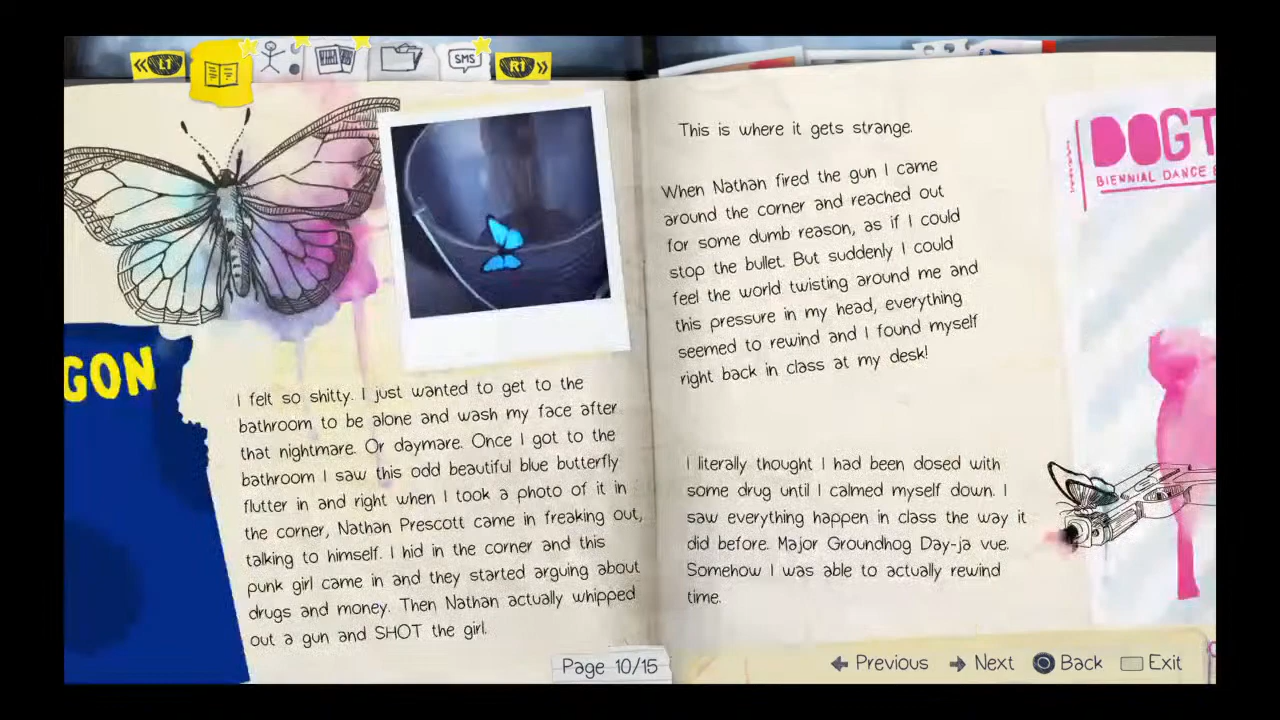 LT
SMS
RT
GON
I felt so shitty. I just wanted to get to the
bathroom to be alone and wash my face after
that nightmare. Or daymare. Once I got to the
bathroom I saw this odd beautiful blue butterfly
flutter in and right when I took a photo of it in
the corner, Nathan Prescott came in freaking out,
talking to himself. I hid in the corner and this
punk girl came in and they started arguing about
drugs and money. Then Nathan actually whipped
out a gun and SHOT the girl.
This is where it gets strange.
When Nathan fired the gun I came
around the corner and reached out
for some dumb reason, as if I could
stop the bullet. But suddenly I could
feel the world twisting around me and
this pressure in my head, everything
seemed to rewind and I found myself
right back in class at my desk!
I literally thought I had been dosed with
some drug until I calmed myself down. I
saw everything happen in class the way it
did before. Major Groundhog Day-ja vue.
Somehow I was able to actually rewind
time.
DOGT
BIENNIAL DANCE
Page 10/15
Previous Next Back Exit